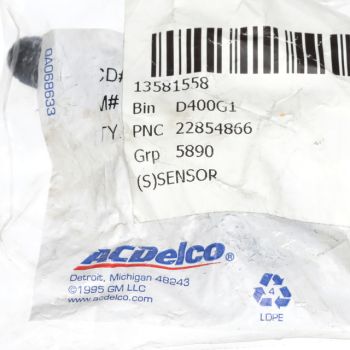 0A068633
CD#
M#
TY.
13581558
Bin D400G1
PNC 22854866
Grp 5890
(S)SENSOR
ACDelco®
Detroit, Michigan 48243
©1995 GM LLC
www.acdelco.com
4
LDPE